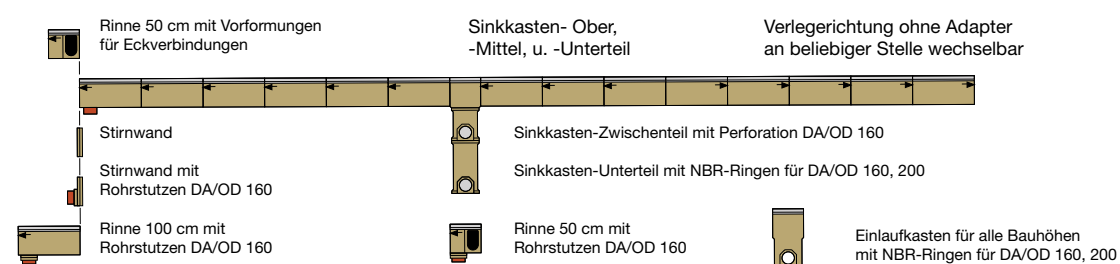 Rinne 50 cm mit Vorformungen
für Eckverbindungen
Sinkkasten- Ober,
-Mittel, u. -Unterteil
Verlegerichtung ohne Adapter
an beliebiger Stelle wechselbar
Stirnwand
Sinkkasten-Zwischenteil mit Perforation DA/OD 160
Stirnwand mit
Rohrstutzen DA/OD 160
Sinkkasten-Unterteil mit NBR-Ringen für DA/OD 160, 200
Rinne 100 cm mit
Rohrstutzen DA/OD 160
Rinne 50 cm mit
Rohrstutzen DA/OD 160
Einlaufkasten für alle Bauhöhen
mit NBR-Ringen für DA/OD 160, 200